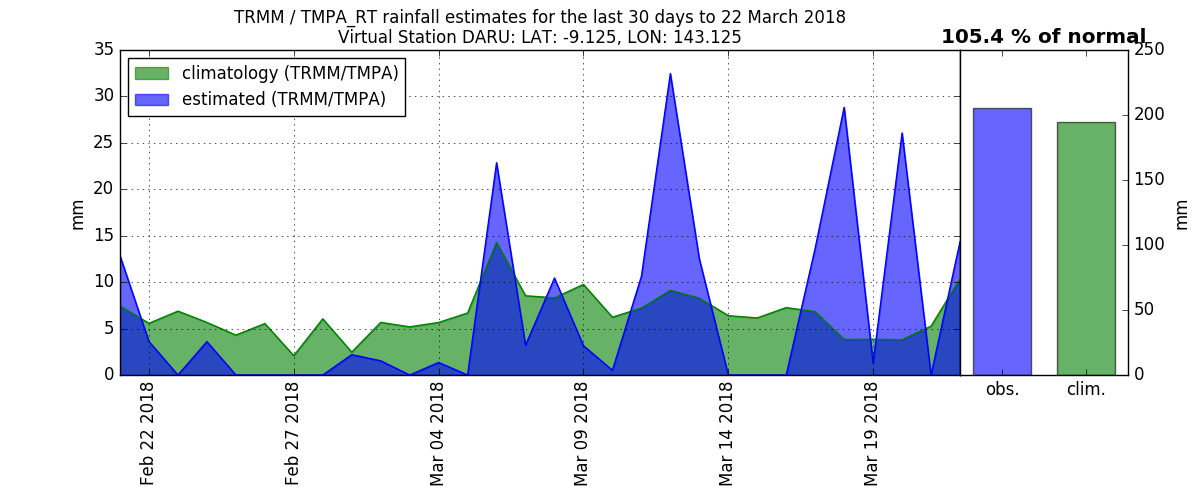 TRMM / TMPA_RT rainfall estimates for the last 30 days to 22 March 2018
Virtual Station DARU: LAT: -9.125, LON: 143.125
105.4 % of normal
climatology (TRMM/TMPA)
estimated (TRMM/TMPA)
35
30
25
20
15
10
5
0
mm
Feb 22 2018
Feb 27 2018
Mar 04 2018
Mar 09 2018
Mar 14 2018
Mar 19 2018
250
200
150
100
50
0
mm
obs.
clim.